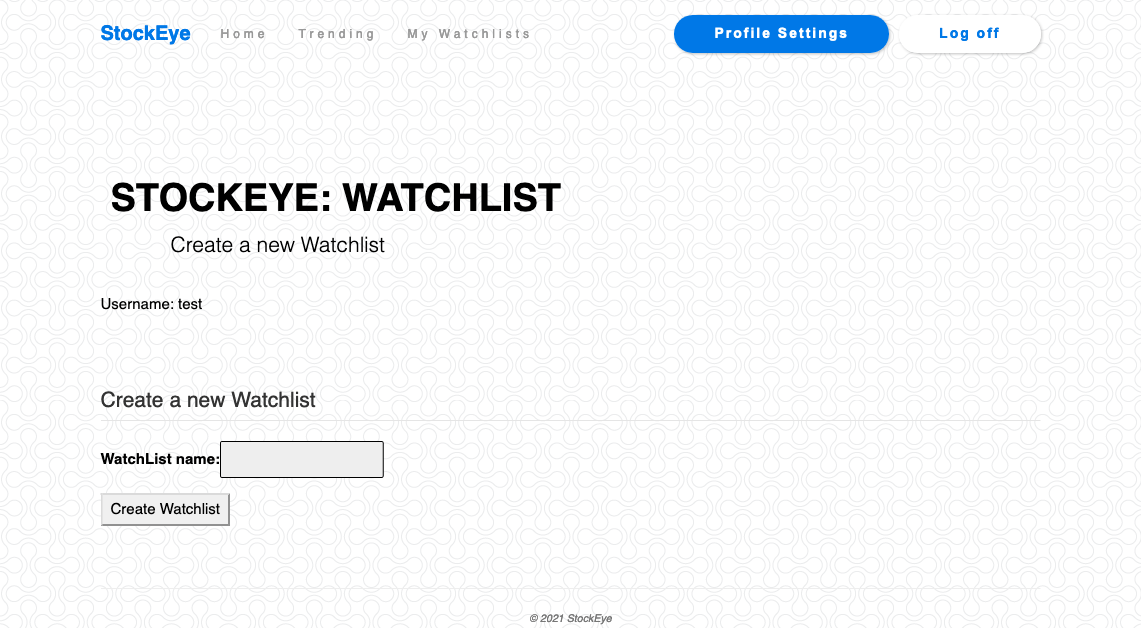 StockEye Home Trending My Watchlists Profile Settings Log off
STOCKEYE: WATCHLIST
Create a new Watchlist
Username: test
Create a new Watchlist
WatchList name:
Create Watchlist
© 2021 StockEye